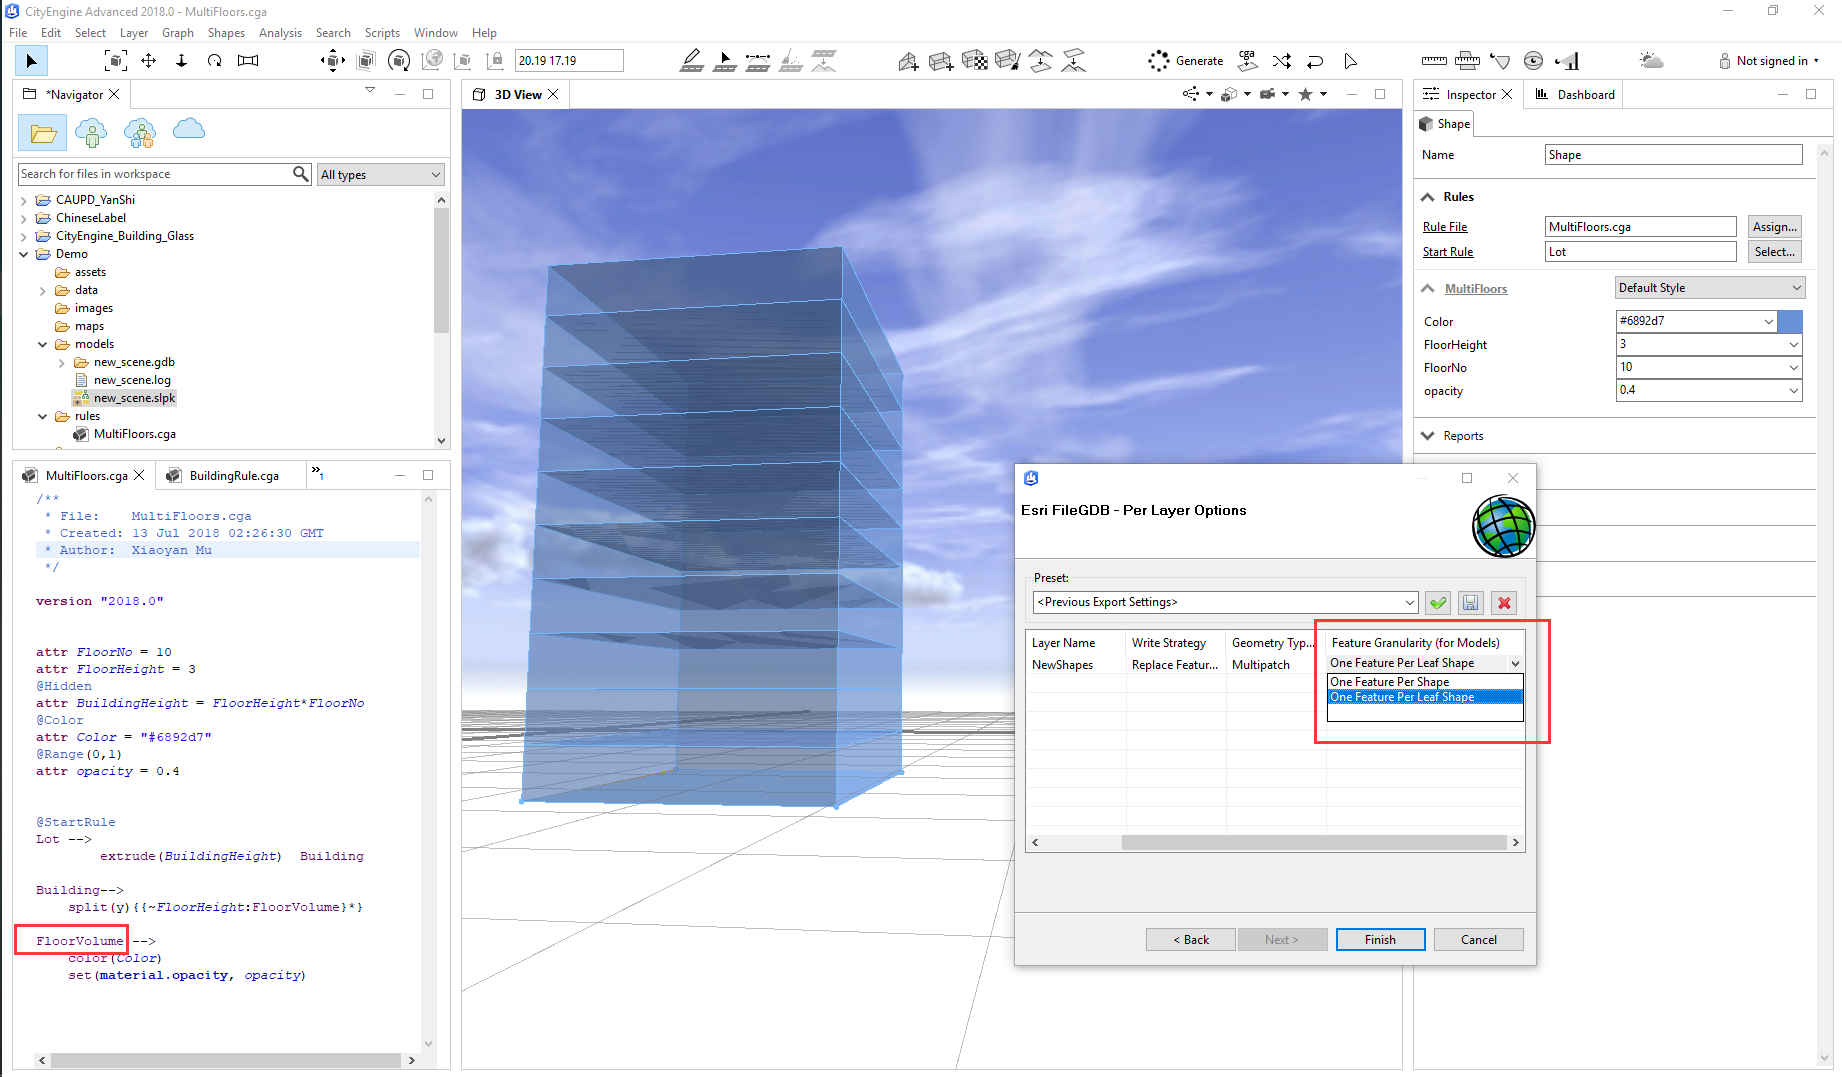 CityEngine Advanced 2018.0 - MultiFloors.cga
File Edit Select Layer Graph Shapes Analysis Search Scripts Window Help
20.19 17.19
Generate
cga
Not signed in
*Navigator
Search for files in workspace
All types
CAUPD_YanShi
ChineseLabel
CityEngine_Building_Glass
Demo
assets
data
images
maps
models
new_scene.gdb
new_scene.log
new_scene.slpk
rules
MultiFloors.cga
MultiFloors.cga
BuildingRule.cga
»1
/**
* File: MultiFloors.cga
* Created: 13 Jul 2018 02:26:30 GMT
* Author: Xiaoyan Mu
*/
version "2018.0"
attr FloorNo = 10
attr FloorHeight = 3
@Hidden
attr BuildingHeight = FloorHeight*FloorNo
@Color
attr Color = "#6892d7"
@Range(0,1)
attr opacity = 0.4
@StartRule
Lot -->
extrude(BuildingHeight) Building
Building-->
split(y){{~FloorHeight:FloorVolume}*}
FloorVolume -->
color(Color)
set(material.opacity, opacity)
3D View
Esri FileGDB - Per Layer Options
Preset:
<Previous Export Settings>
Layer Name Write Strategy Geometry Typ... Feature Granularity (for Models)
NewShapes Replace Featur... Multipatch One Feature Per Leaf Shape
One Feature Per Shape
One Feature Per Leaf Shape
< Back
Next >
Finish
Cancel
Inspector
Dashboard
Shape
Name Shape
Rules
Rule File MultiFloors.cga Assign...
Start Rule Lot Select...
MultiFloors Default Style
Color #6892d7
FloorHeight 3
FloorNo 10
opacity 0.4
Reports